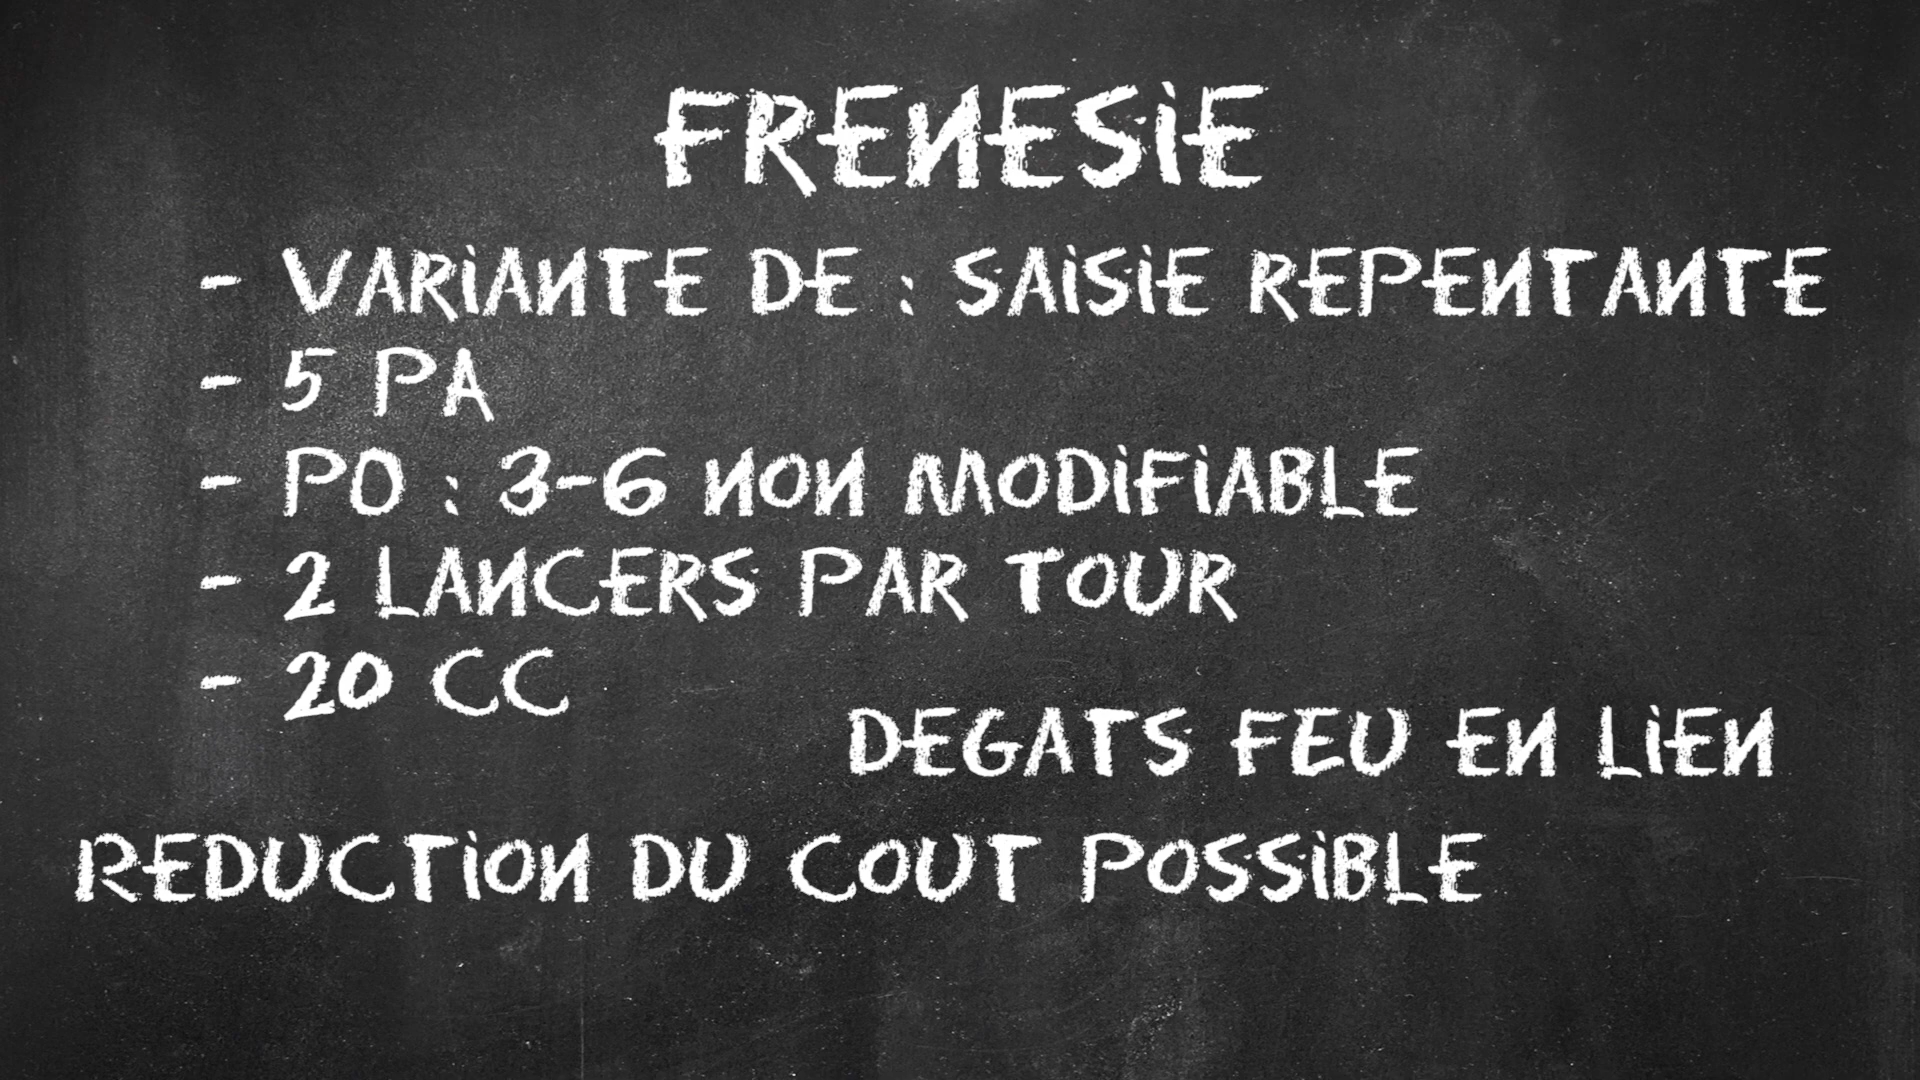 FRENESIE
- VARIANTE DE : SAISIE REPENTANTE
- 5 PA
- PO : 3-6 NON MODIFIABLE
- 2 LANCERS PAR TOUR
- 20 CC
DEGATS FEU EN LIEN
REDUCTION DU COUT POSSIBLE